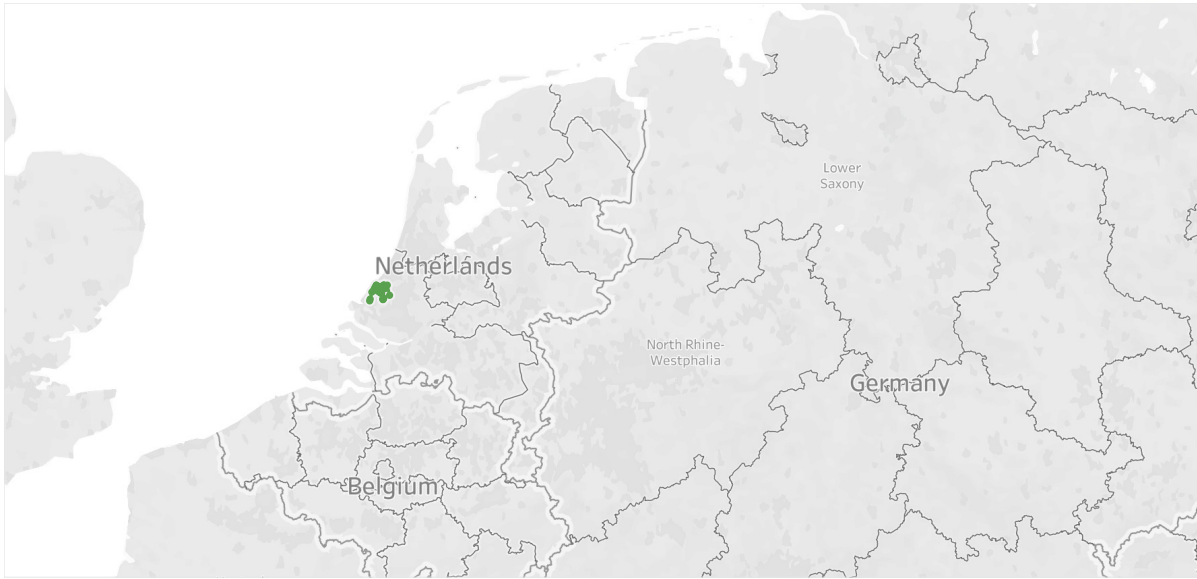 Lower
Saxony
Netherlands
North Rhine-
Westphalia
Germany
Belgium